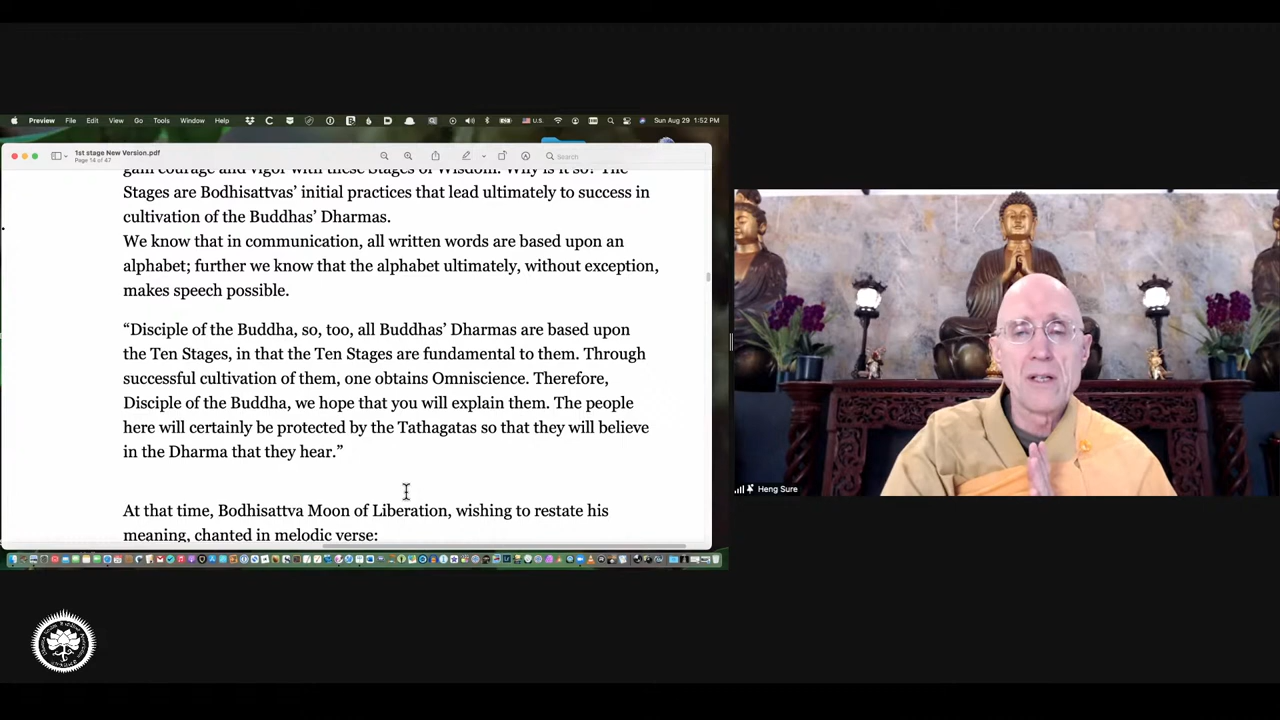 Preview File Edit View Go Tools Window Help
U.S.
Sun Aug 29 1:52 PM
1st stage New Version.pdf
Page 14 of 47
Search
gain courage and vigor with these Stages of Wisdom. Why is it so? The
Stages are Bodhisattvas’ initial practices that lead ultimately to success in
cultivation of the Buddhas’ Dharmas.
We know that in communication, all written words are based upon an
alphabet; further we know that the alphabet ultimately, without exception,
makes speech possible.
“Disciple of the Buddha, so, too, all Buddhas’ Dharmas are based upon
the Ten Stages, in that the Ten Stages are fundamental to them. Through
successful cultivation of them, one obtains Omniscience. Therefore,
Disciple of the Buddha, we hope that you will explain them. The people
here will certainly be protected by the Tathagatas so that they will believe
in the Dharma that they hear.”
At that time, Bodhisattva Moon of Liberation, wishing to restate his
meaning, chanted in melodic verse:
Heng Sure